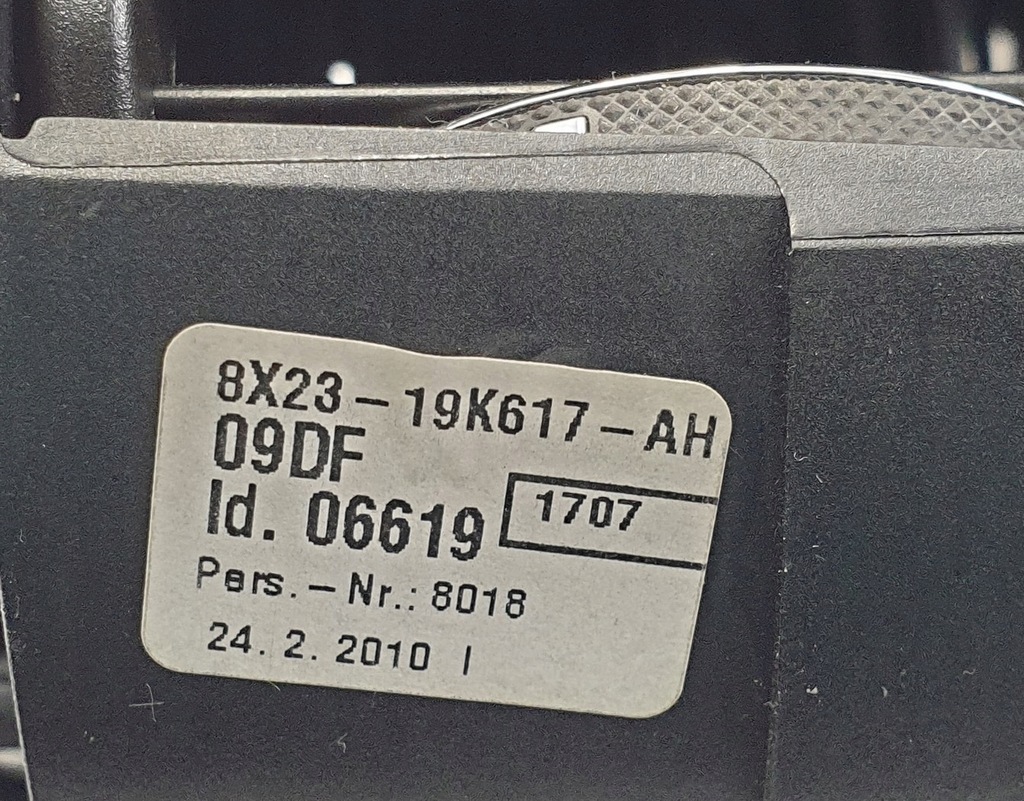 8X23-19K617-AH
09DF
Id. 06619
1707
Pers.-Nr.: 8018
24. 2. 2010 I